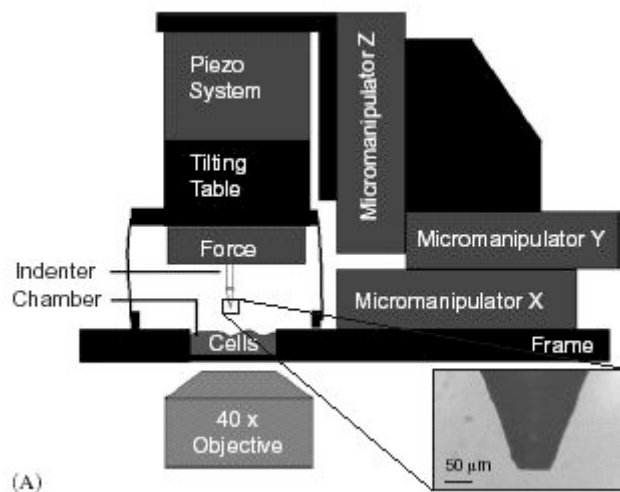 Piezo
System
Tilting
Table
Force
Indenter
Chamber
Cells
Micromanipulator Z
Micromanipulator Y
Micromanipulator X
Frame
40 x
Objective
50 μm
(A)